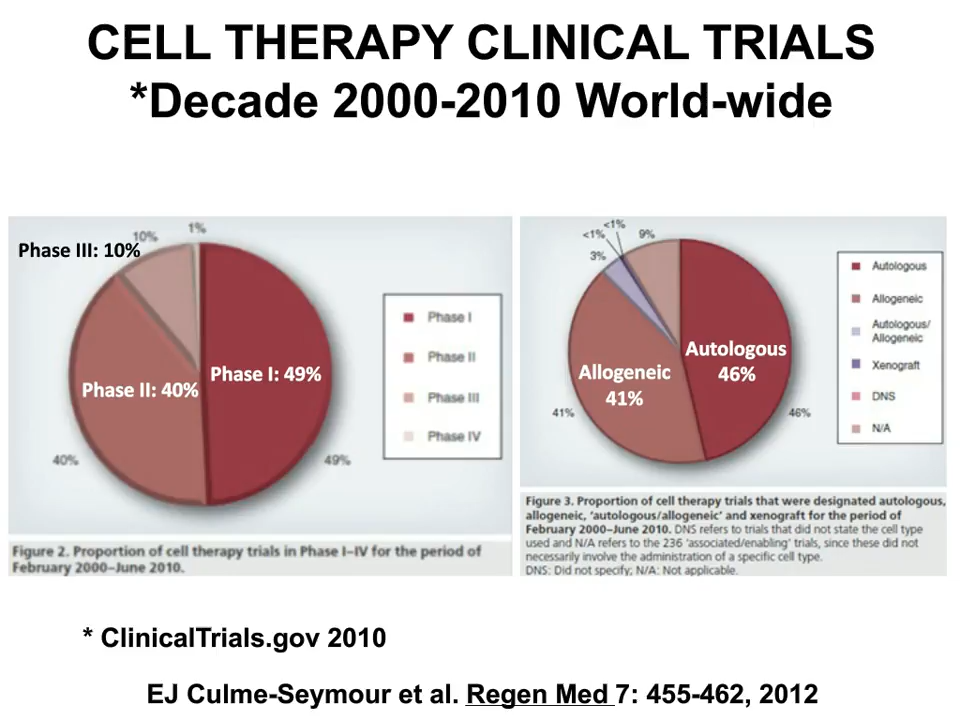 CELL THERAPY CLINICAL TRIALS
*Decade 2000-2010 World-wide
Phase III: 10%
10%
1%
Phase II: 40%
Phase I: 49%
40%
49%
Phase I
Phase II
Phase III
Phase IV
Figure 2. Proportion of cell therapy trials in Phase I–IV for the period of
February 2000–June 2010.
<1%
<1%
9%
3%
Autologous
46%
Allogeneic
41%
41%
46%
Autologous
Allogeneic
Autologous/
Allogeneic
Xenograft
DNS
N/A
Figure 3. Proportion of cell therapy trials that were designated autologous,
allogeneic, ‘autologous/allogeneic’ and xenograft for the period of
February 2000–June 2010. DNS refers to trials that did not state the cell type
used and N/A refers to the 236 ‘associated/enabling’ trials, since these did not
necessarily involve the administration of a specific cell type.
DNS: Did not specify; N/A: Not applicable.
* ClinicalTrials.gov 2010
EJ Culme-Seymour et al. Regen Med 7: 455-462, 2012